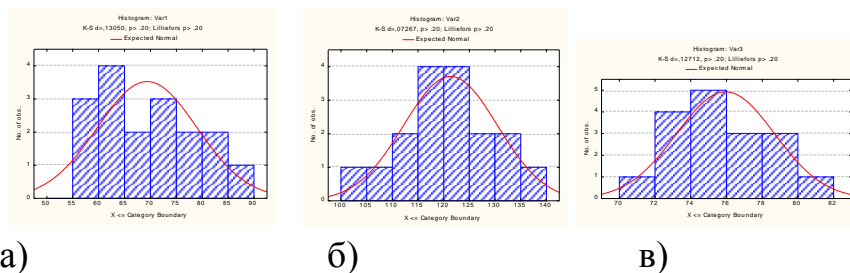 Histogram: Var1
K-S d=,13050, p> .20; Lilliefors p> .20
Expected Normal
No. of obs.
4
3
2
1
0
50 55 60 65 70 75 80 85 90
X <= Category Boundary
Histogram: Var2
K-S d=,07267, p> .20; Lilliefors p> .20
Expected Normal
No. of obs.
4
3
2
1
0
100 105 110 115 120 125 130 135 140
X <= Category Boundary
Histogram: Var3
K-S d=,12712, p> .20; Lilliefors p> .20
Expected Normal
No. of obs.
5
4
3
2
1
0
70 72 74 76 78 80 82
X <= Category Boundary
а) б) в)